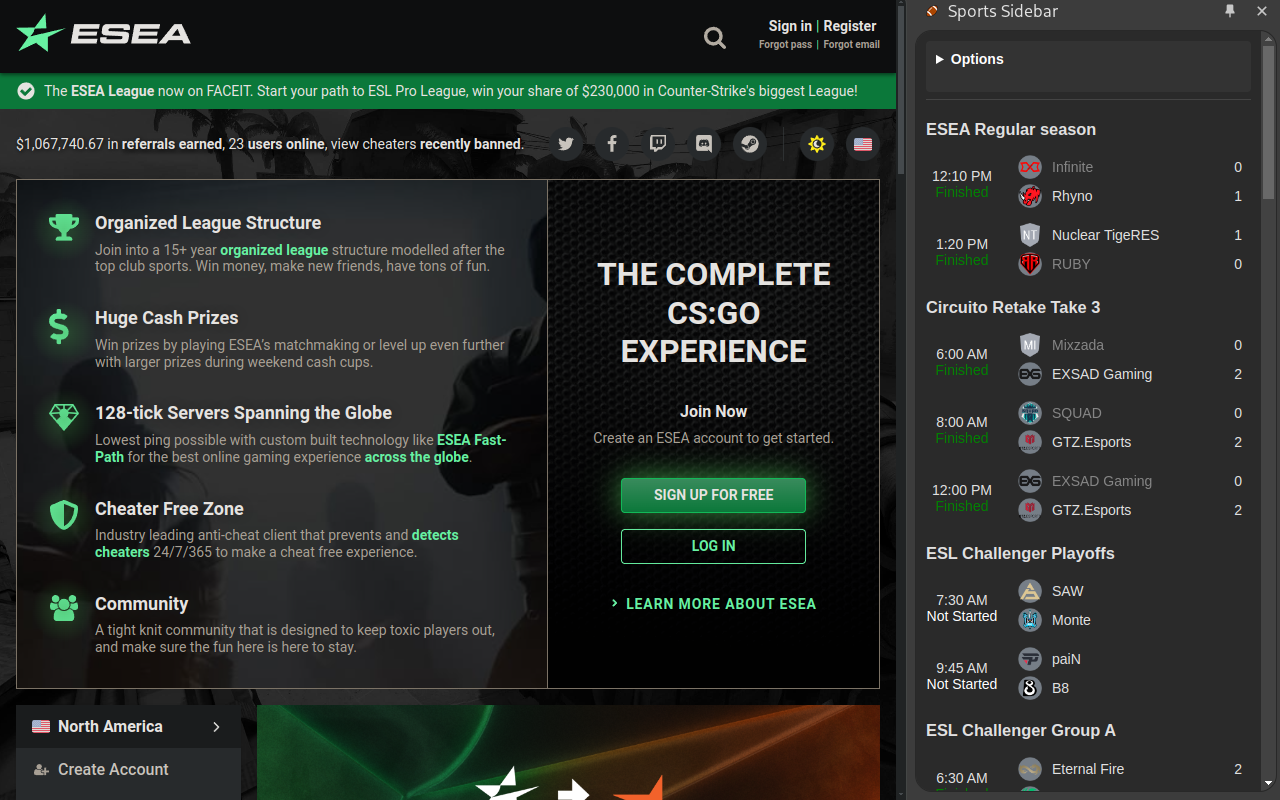 ESEA
Sign in | Register
Forgot pass | Forgot email
The ESEA League now on FACEIT. Start your path to ESL Pro League, win your share of $230,000 in Counter-Strike's biggest League!
$1,067,740.67 in referrals earned, 23 users online, view cheaters recently banned.
Organized League Structure
Join into a 15+ year organized league structure modelled after the
top club sports. Win money, make new friends, have tons of fun.
Huge Cash Prizes
Win prizes by playing ESEA's matchmaking or level up even further
with larger prizes during weekend cash cups.
128-tick Servers Spanning the Globe
Lowest ping possible with custom built technology like ESEA Fast-
Path for the best online gaming experience across the globe.
Cheater Free Zone
Industry leading anti-cheat client that prevents and detects
cheaters 24/7/365 to make a cheat free experience.
Community
A tight knit community that is designed to keep toxic players out,
and make sure the fun here is here to stay.
THE COMPLETE
CS:GO
EXPERIENCE
Join Now
Create an ESEA account to get started.
SIGN UP FOR FREE
LOG IN
LEARN MORE ABOUT ESEA
North America
Create Account
Sports Sidebar
Options
ESEA Regular season
12:10 PM
Finished
Infinite 0
Rhyno 1
1:20 PM
Finished
NT Nuclear TigeRES 1
RUBY 0
Circuito Retake Take 3
6:00 AM
Finished
MI Mixzada 0
EXSAD Gaming 2
8:00 AM
Finished
SQUAD 0
GTZ.Esports 2
12:00 PM
Finished
EXSAD Gaming 0
GTZ.Esports 2
ESL Challenger Playoffs
7:30 AM
Not Started
SAW
Monte
9:45 AM
Not Started
paiN
B8
ESL Challenger Group A
6:30 AM
Eternal Fire 2